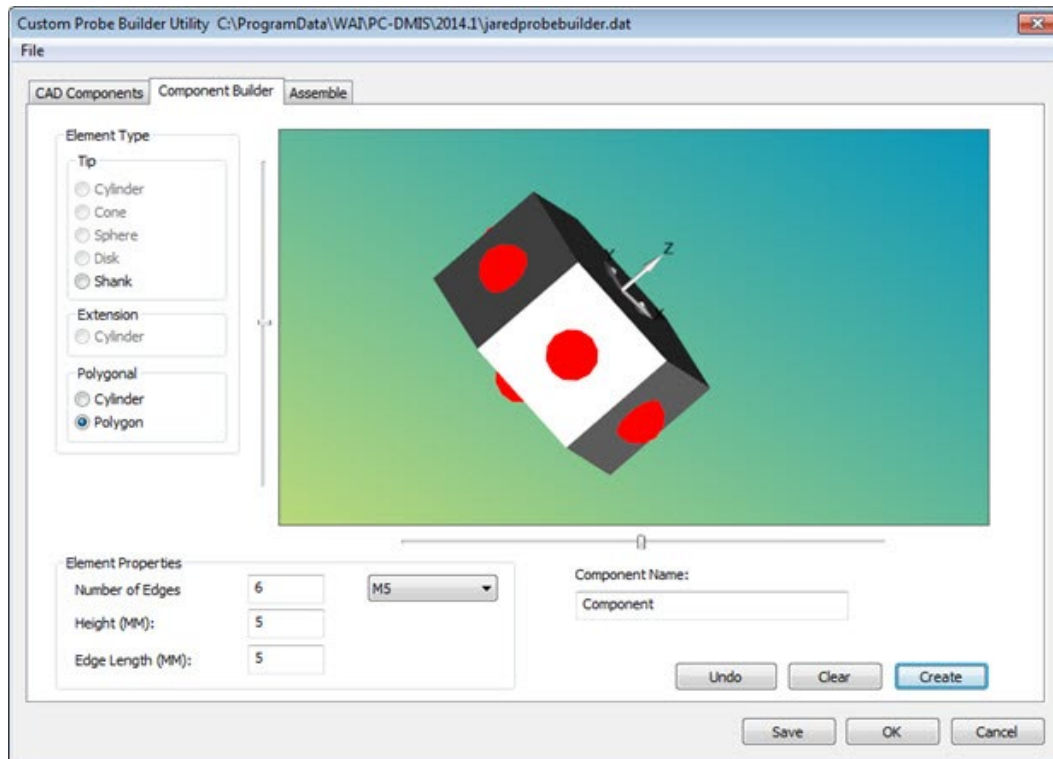 Custom Probe Builder Utility C:\ProgramData\WAI\PC-DMIS\2014.1\jaredprobebuilder.dat
File
CAD Components Component Builder Assemble
Element Type
Tip
Cylinder
Cone
Sphere
Disk
Shank
Extension
Cylinder
Polygonal
Cylinder
Polygon
Z
Y
X
Element Properties
Number of Edges 6 M5
Height (MM): 5
Edge Length (MM): 5
Component Name:
Component
Undo Clear Create
Save OK Cancel